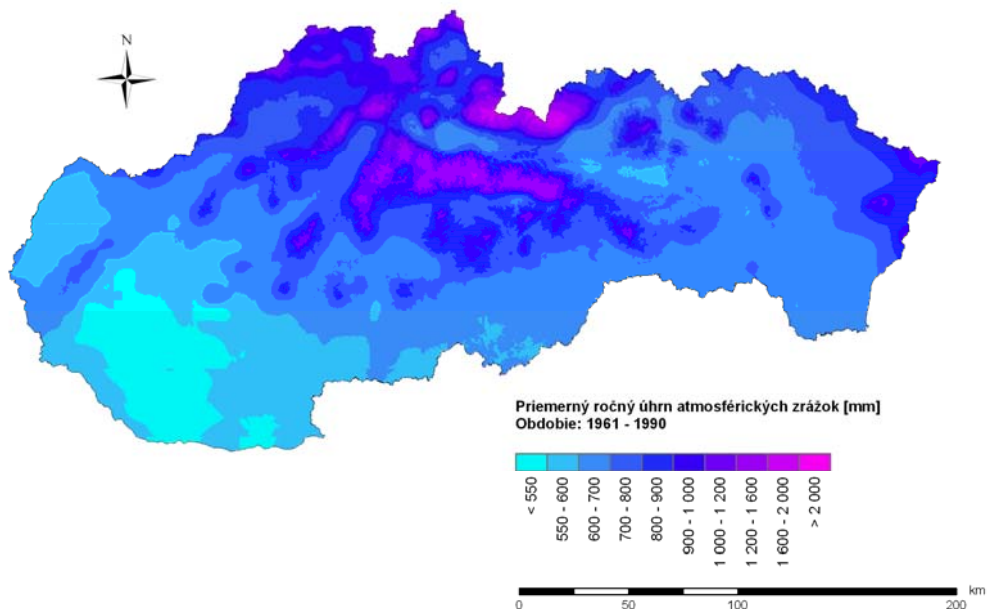 N
Priemerný ročný úhrn atmosférických zrážok [mm]
Obdobie: 1961 - 1990
< 550
550 - 600
600 - 700
700 - 800
800 - 900
900 - 1 000
1 000 - 1 200
1 200 - 1 600
1 600 - 2 000
> 2 000
km
0 50 100 200